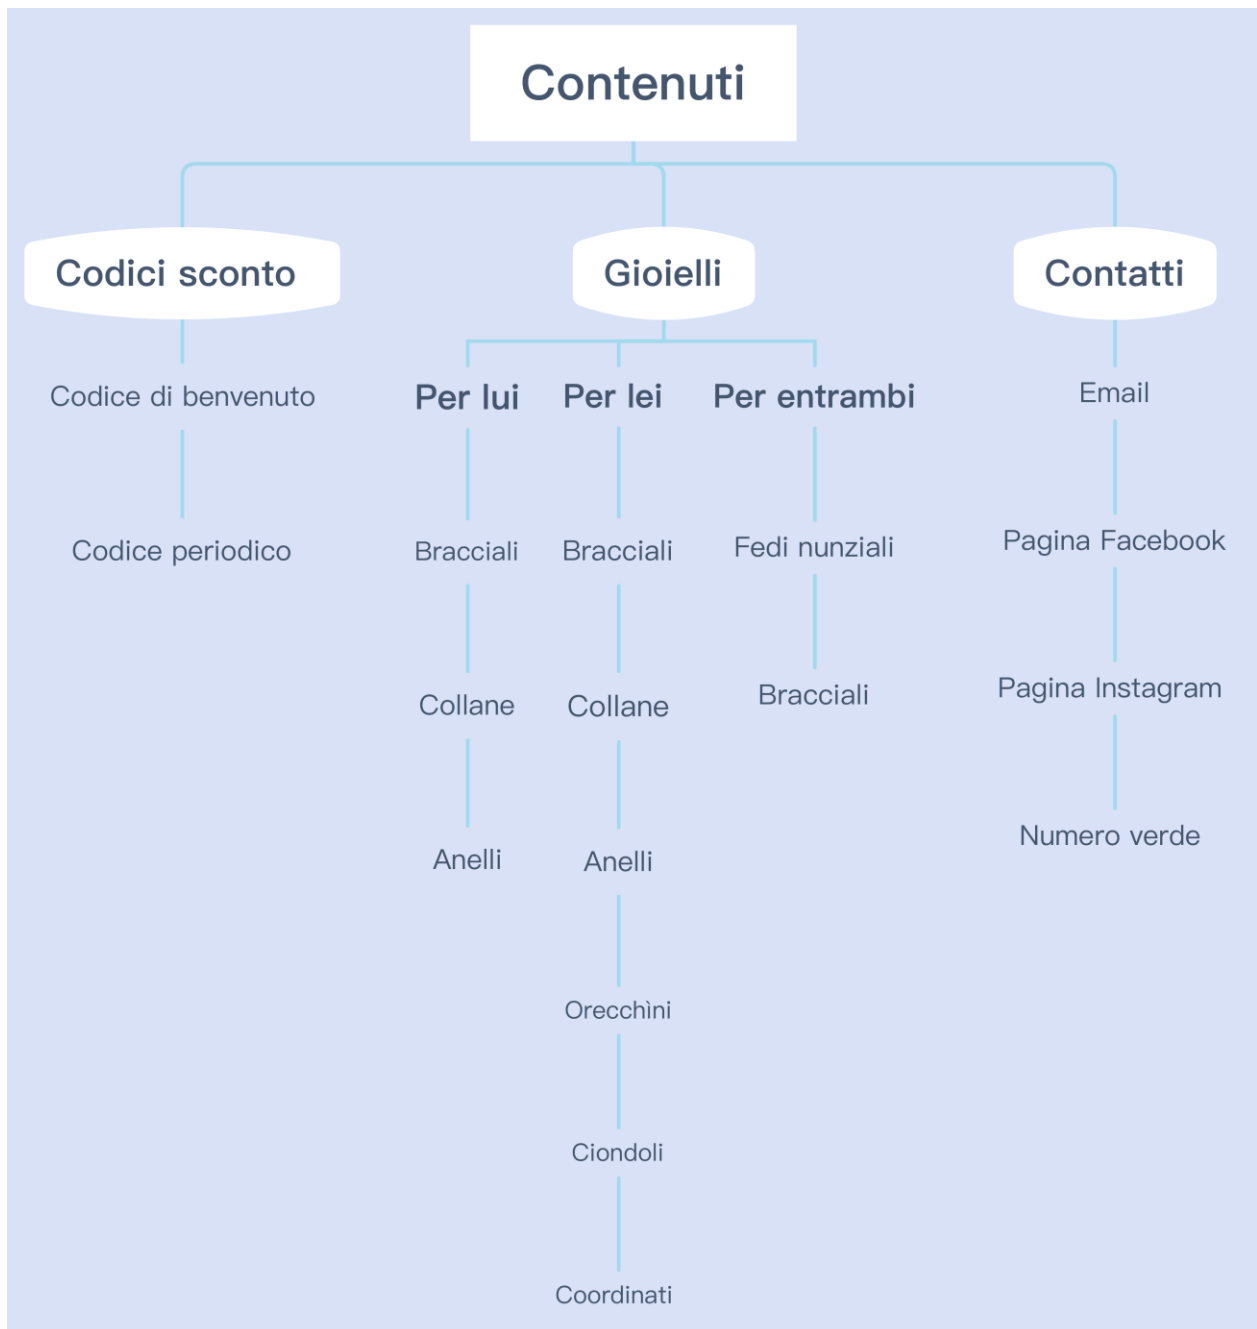 Contenuti
Codici sconto
Gioielli
Contatti
Codice di benvenuto
Codice periodico
Per lui
Per lei
Per entrambi
Bracciali
Collane
Anelli
Bracciali
Collane
Anelli
Orecchìni
Ciondoli
Coordinati
Fedi nunziali
Bracciali
Email
Pagina Facebook
Pagina Instagram
Numero verde